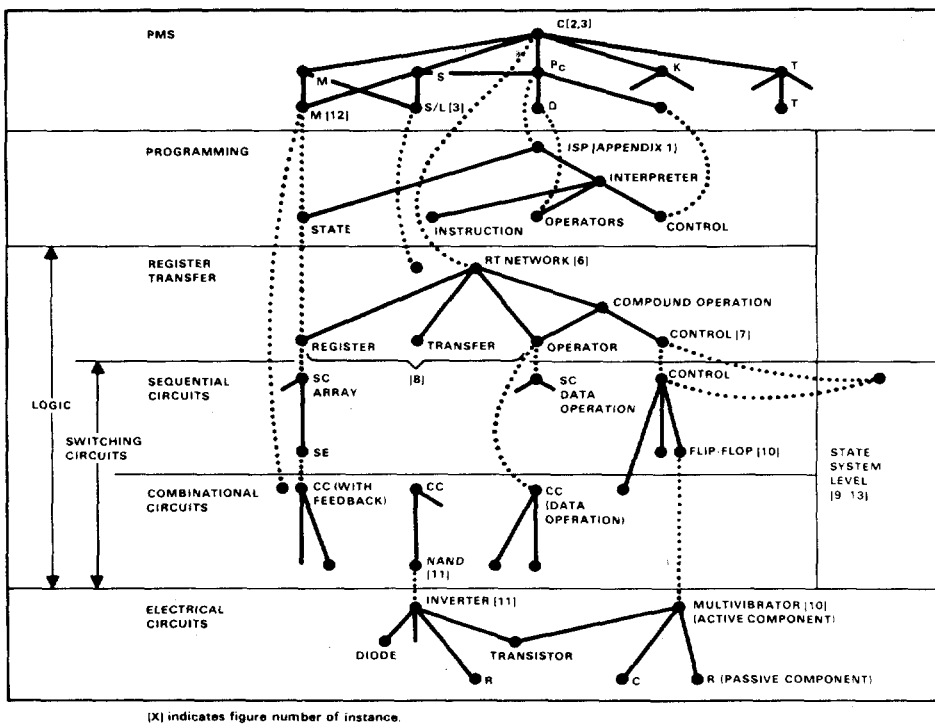 C[2,3]
PMS
M
S
Pc
K
T
M [12]
S/L [3]
D
T
PROGRAMMING
ISP (APPENDIX 1)
INTERPRETER
STATE
INSTRUCTION
OPERATORS
CONTROL
REGISTER
TRANSFER
RT NETWORK [6]
COMPOUND OPERATION
REGISTER
TRANSFER
OPERATOR
CONTROL [7]
[8]
SEQUENTIAL
CIRCUITS
SC
ARRAY
SC
DATA
OPERATION
CONTROL
LOGIC
SWITCHING
CIRCUITS
SE
FLIP-FLOP [10]
STATE
SYSTEM
LEVEL
[9-13]
COMBINATIONAL
CIRCUITS
CC (WITH
FEEDBACK)
CC
CC
(DATA
OPERATION)
NAND
[11]
ELECTRICAL
CIRCUITS
INVERTER [11]
MULTIVIBRATOR [10]
(ACTIVE COMPONENT)
DIODE
TRANSISTOR
R
C
R (PASSIVE COMPONENT)
[X] indicates figure number of instance.